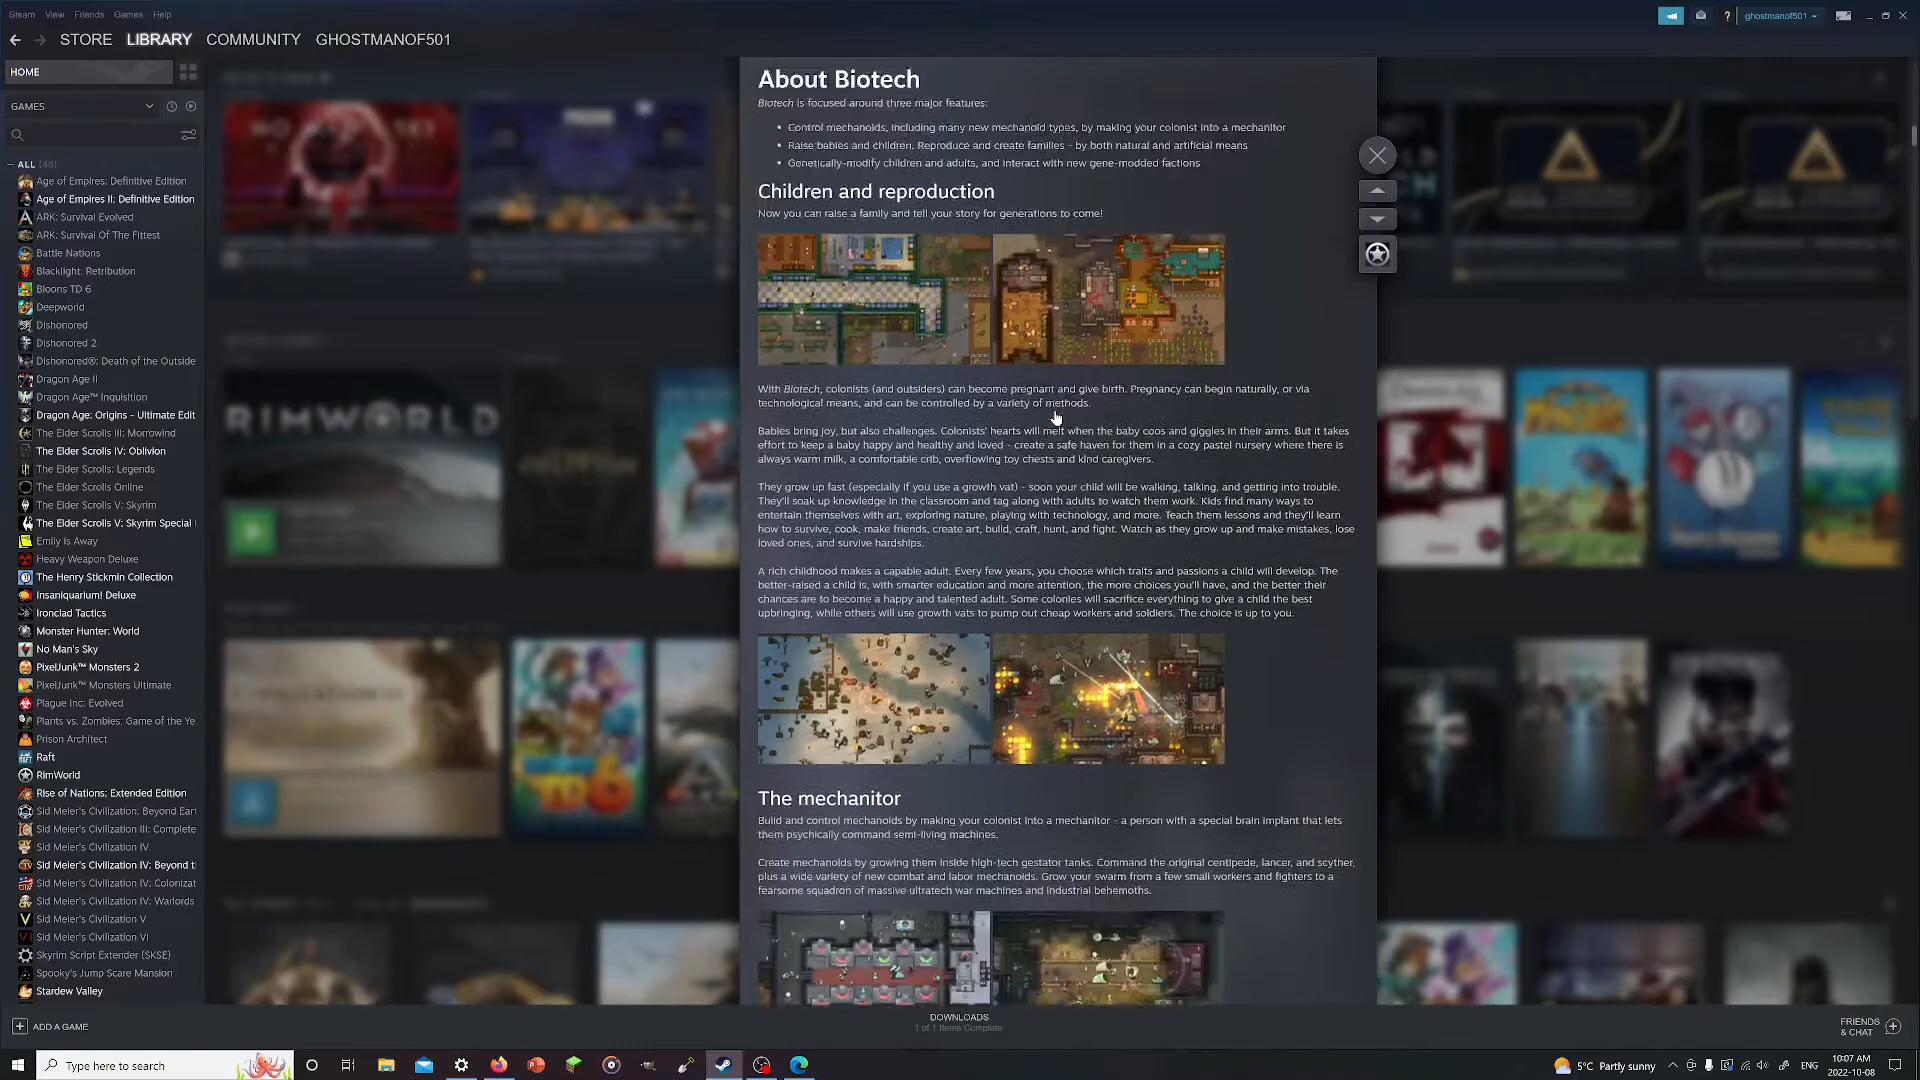 Steam View Friends Games Help
ghostmanof501
STORE LIBRARY COMMUNITY GHOSTMANOF501
HOME
GAMES
ALL (48)
Age of Empires: Definitive Edition
Age of Empires II: Definitive Edition
ARK: Survival Evolved
ARK: Survival Of The Fittest
Battle Nations
Blacklight: Retribution
Bloons TD 6
Deepworld
Dishonored
Dishonored 2
Dishonored®: Death of the Outside
Dragon Age II
Dragon Age™ Inquisition
Dragon Age: Origins - Ultimate Edit
The Elder Scrolls III: Morrowind
The Elder Scrolls IV: Oblivion
The Elder Scrolls: Legends
The Elder Scrolls Online
The Elder Scrolls V: Skyrim
The Elder Scrolls V: Skyrim Special
Emily is Away
Heavy Weapon Deluxe
The Henry Stickmin Collection
Insaniquarium! Deluxe
Ironclad Tactics
Monster Hunter: World
No Man's Sky
PixelJunk™ Monsters 2
PixelJunk™ Monsters Ultimate
Plague Inc: Evolved
Plants vs. Zombies: Game of the Ye
Prison Architect
Raft
RimWorld
Rise of Nations: Extended Edition
Sid Meier's Civilization: Beyond Eart
Sid Meier's Civilization III: Complete
Sid Meier's Civilization IV
Sid Meier's Civilization IV: Beyond t
Sid Meier's Civilization IV: Colonizat
Sid Meier's Civilization IV: Warlords
Sid Meier's Civilization V
Sid Meier's Civilization VI
Skyrim Script Extender (SKSE)
Spooky's Jump Scare Mansion
Stardew Valley
ADD A GAME
RIMWORLD
About Biotech
Biotech is focused around three major features:
• Control mechanoids, including many new mechanoid types, by making your colonist into a mechanitor
• Raise babies and children. Reproduce and create families - by both natural and artificial means
• Genetically-modify children and adults, and interact with new gene-modded factions
Children and reproduction
Now you can raise a family and tell your story for generations to come!
With Biotech, colonists (and outsiders) can become pregnant and give birth. Pregnancy can begin naturally, or via
technological means, and can be controlled by a variety of methods.
Babies bring joy, but also challenges. Colonists' hearts will melt when the baby coos and giggles in their arms. But it takes
effort to keep a baby happy and healthy and loved - create a safe haven for them in a cozy pastel nursery where there is
always warm milk, a comfortable crib, overflowing toy chests and kind caregivers.
They grow up fast (especially if you use a growth vat) - soon your child will be walking, talking, and getting into trouble.
They'll soak up knowledge in the classroom and tag along with adults to watch them work. Kids find many ways to
entertain themselves with art, exploring nature, playing with technology, and more. Teach them lessons and they'll learn
how to survive, cook, make friends, create art, build, craft, hunt, and fight. Watch as they grow up and make mistakes, lose
loved ones, and survive hardships.
A rich childhood makes a capable adult. Every few years, you choose which traits and passions a child will develop. The
better-raised a child is, with smarter education and more attention, the more choices you'll have, and the better their
chances are to become a happy and talented adult. Some colonies will sacrifice everything to give a child the best
upbringing, while others will use growth vats to pump out cheap workers and soldiers. The choice is up to you.
The mechanitor
Build and control mechanoids by making your colonist into a mechanitor - a person with a special brain implant that lets
them psychically command semi-living machines.
Create mechanoids by growing them inside high-tech gestator tanks. Command the original centipede, lancer, and scyther,
plus a wide variety of new combat and labor mechanoids. Grow your swarm from a few small workers and fighters to a
fearsome squadron of massive ultratech war machines and industrial behemoths.
DOWNLOADS
1 of 1 Items Complete
FRIENDS
& CHAT
Type here to search
5°C Partly sunny
ENG
10:07 AM
2022-10-08